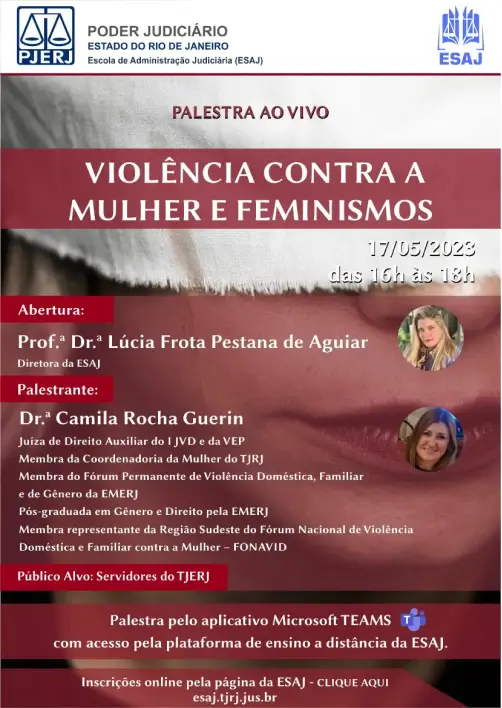 PJERJ
PODER JUDICIÁRIO
ESTADO DO RIO DE JANEIRO
Escola de Administração Judiciária (ESAJ)
ESAJ
PALESTRA AO VIVO
VIOLÊNCIA CONTRA A
MULHER E FEMINISMOS
17/05/2023
das 16h às 18h
Abertura:
Prof.ª Dr.ª Lúcia Frota Pestana de Aguiar
Diretora da ESAJ
Palestrante:
Dr.ª Camila Rocha Guerin
Juíza de Direito Auxiliar do I JVD e da VEP
Membra da Coordenadoria da Mulher do TJRJ
Membra do Fórum Permanente de Violência Doméstica, Familiar
e de Gênero da EMERJ
Pós-graduada em Gênero e Direito pela EMERJ
Membra representante da Região Sudeste do Fórum Nacional de Violência
Doméstica e Familiar contra a Mulher – FONAVID
Público Alvo: Servidores do TJERJ
Palestra pelo aplicativo Microsoft TEAMS
com acesso pela plataforma de ensino a distância da ESAJ.
Inscrições online pela página da ESAJ - CLIQUE AQUI
esaj.tjrj.jus.br